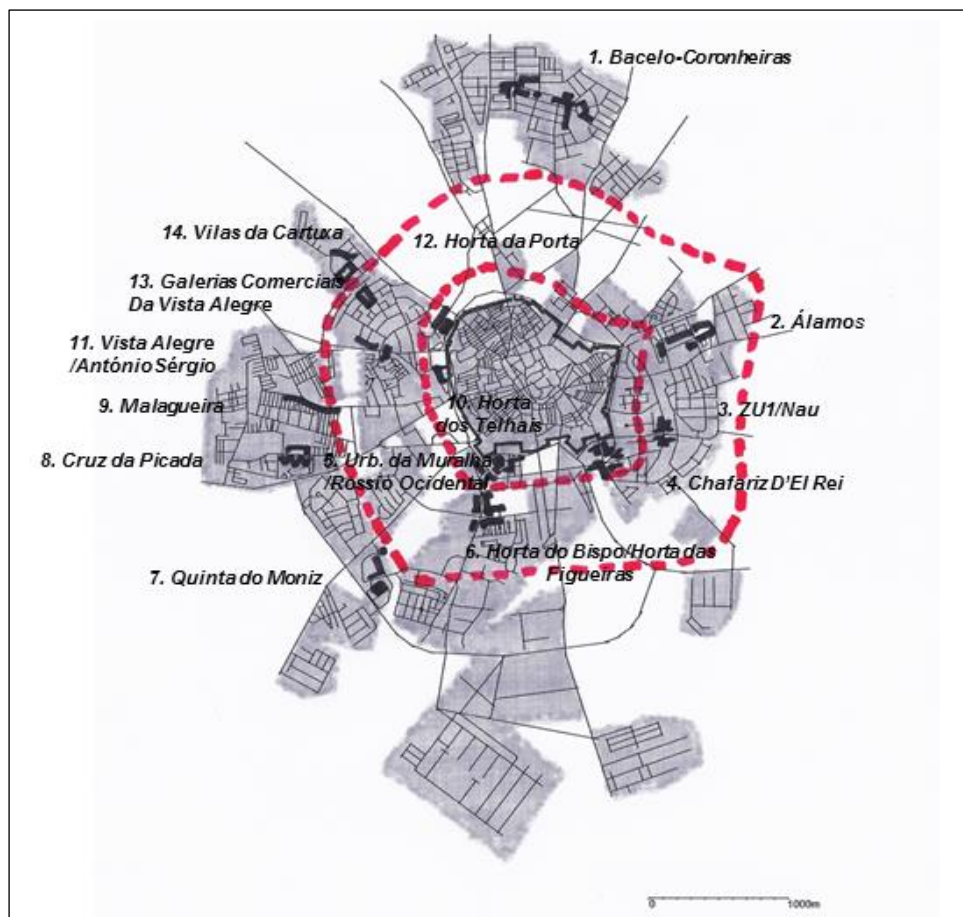 1. Bacelo-Coronheiras
14. Vilas da Cartuxa
12. Horta da Porta
13. Galerias Comerciais
Da Vista Alegre
2. Álamos
11. Vista Alegre
/António Sérgio
9. Malagueira
10. Horta
dos Telhais
3. ZU1/Nau
8. Cruz da Picada
5. Urb. da Muralha
/Rossio Ocidental
4. Chafariz D'El Rei
6. Horta do Bispo/Horta das
Figueiras
7. Quinta do Moniz
0 1000m